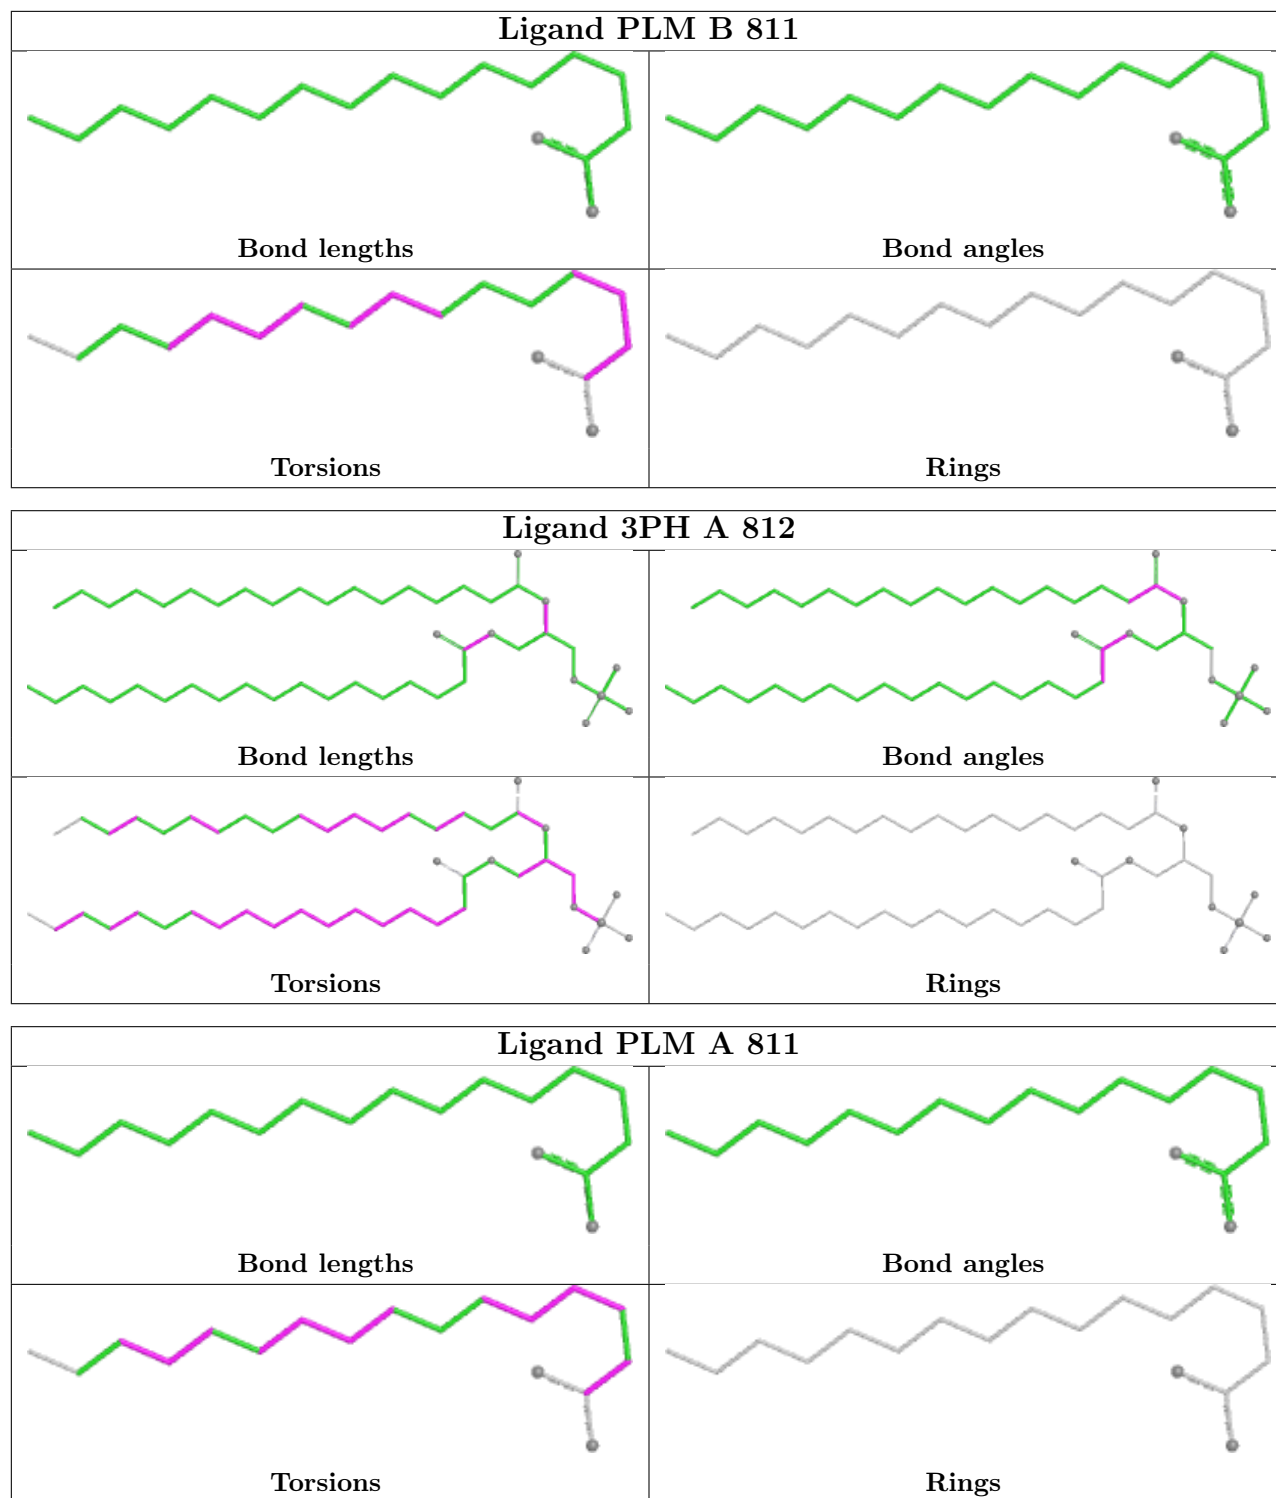 Ligand PLM B 811
Bond lengths
Bond angles
Torsions
Rings
Ligand 3PH A 812
Bond lengths
Bond angles
Torsions
Rings
Ligand PLM A 811
Bond lengths
Bond angles
Torsions
Rings